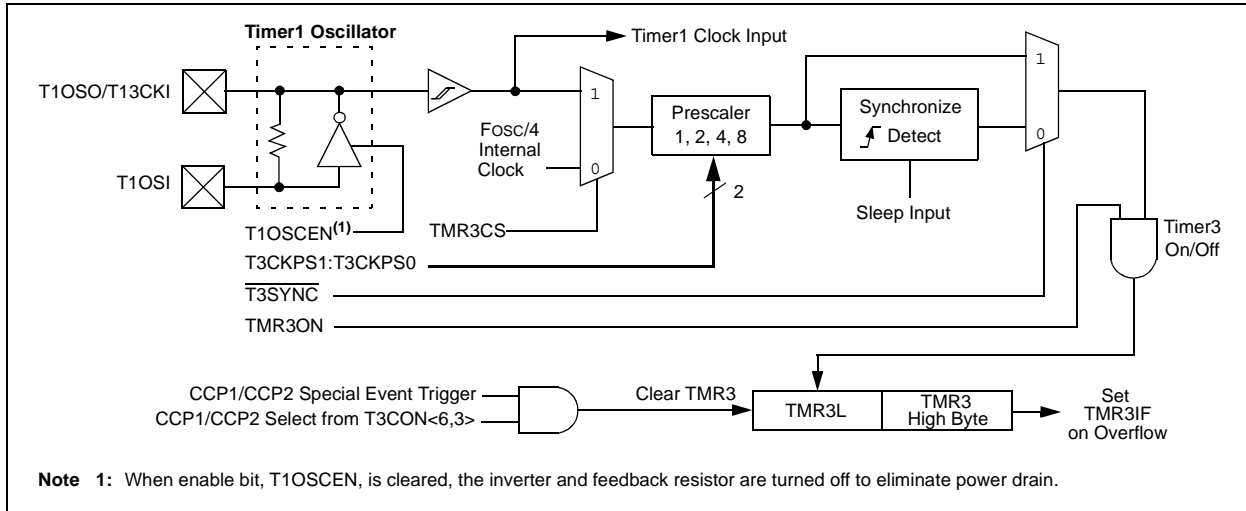 Timer1 Oscillator
Timer1 Clock Input
T1OSO/T13CKI
T1OSI
1
0
FOSC/4
Internal
Clock
Prescaler
1, 2, 4, 8
2
Synchronize
Detect
Sleep Input
1
0
T1OSCEN(1)
TMR3CS
T3CKPS1:T3CKPS0
T3SYNC
TMR3ON
Timer3
On/Off
CCP1/CCP2 Special Event Trigger
CCP1/CCP2 Select from T3CON<6,3>
Clear TMR3
TMR3L
TMR3
High Byte
Set
TMR3IF
on Overflow
Note 1: When enable bit, T1OSCEN, is cleared, the inverter and feedback resistor are turned off to eliminate power drain.